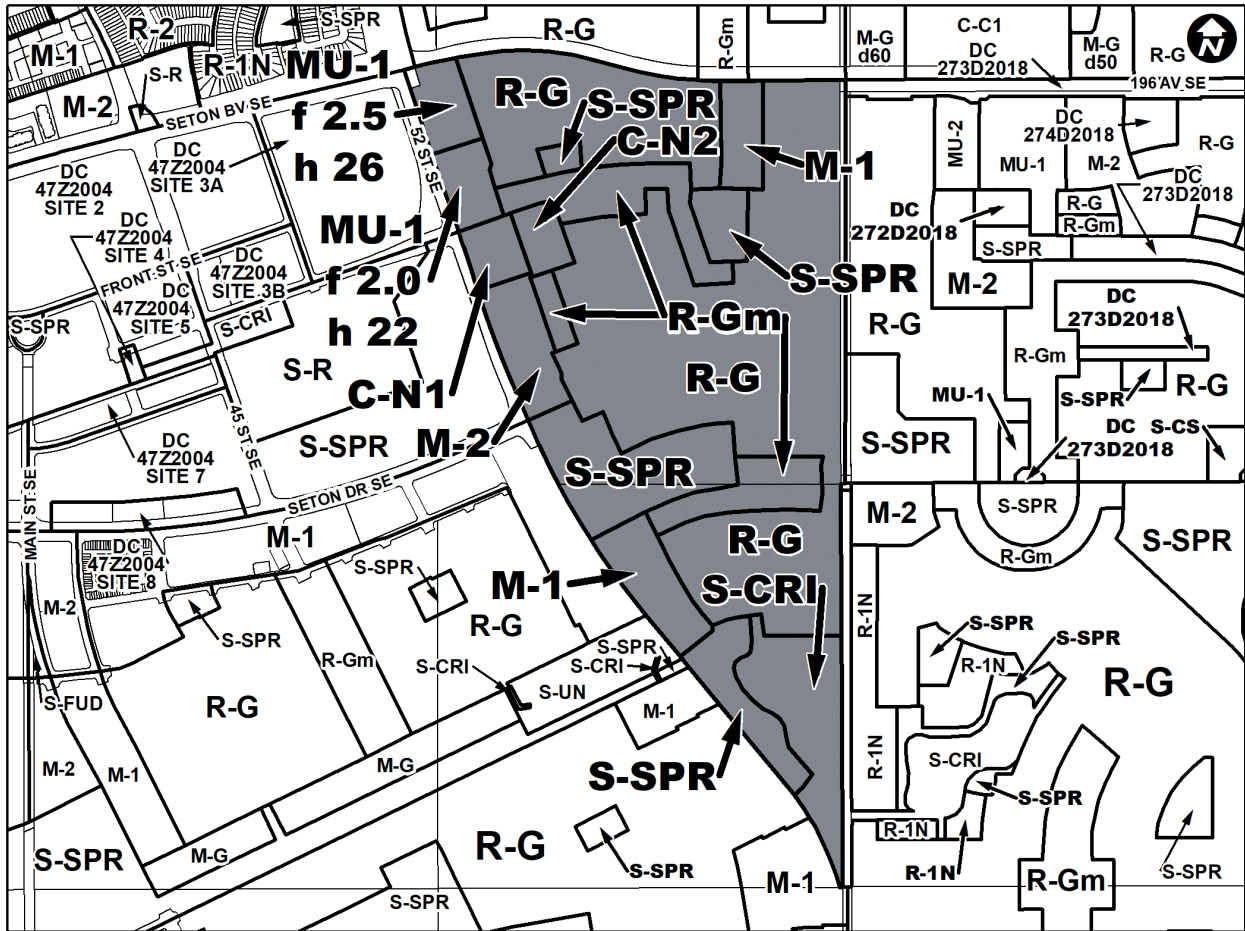 S-SPR
R-2
M-1
R-1N
S-R
M-2
SETON BV SE
MU-1
f 2.5
h 26
52 ST SE
R-G
R-Gm
M-G
d60
C-C1
DC
273D2018
M-G
d50
R-G
N
196 AV SE
R-G
S-SPR
C-N2
M-1
MU-2
MU-1
DC
274D2018
M-2
R-G
DC
273D2018
DC
47Z2004
SITE 2
DC
47Z2004
SITE 3A
DC
47Z2004
SITE 4
FRONT ST SE
DC
47Z2004
SITE 3B
DC
47Z2004
SITE 5
S-CRI
S-SPR
MU-1
f 2.0
h 22
S-R
C-N1
M-2
S-SPR
R-Gm
R-G
DC
272D2018
R-G
R-Gm
S-SPR
M-2
R-G
DC
273D2018
R-Gm
S-SPR
R-G
MU-1
S-SPR
DC
273D2018
S-CS
45 ST SE
S-SPR
DC
47Z2004
SITE 7
SETON DR SE
MAIN ST SE
S-SPR
M-1
DC
47Z2004
SITE 8
M-2
S-SPR
S-SPR
R-G
M-1
R-G
S-CRI
M-2
S-SPR
R-Gm
S-SPR
R-1N
S-SPR
S-SPR
R-1N
R-G
S-FUD
R-G
R-Gm
S-CRI
S-SPR
S-CRI
S-UN
M-1
M-2
M-1
M-G
S-SPR
R-1N
S-CRI
S-SPR
R-1N
R-1N
S-SPR
S-SPR
M-G
R-G
S-SPR
S-SPR
M-1
R-Gm